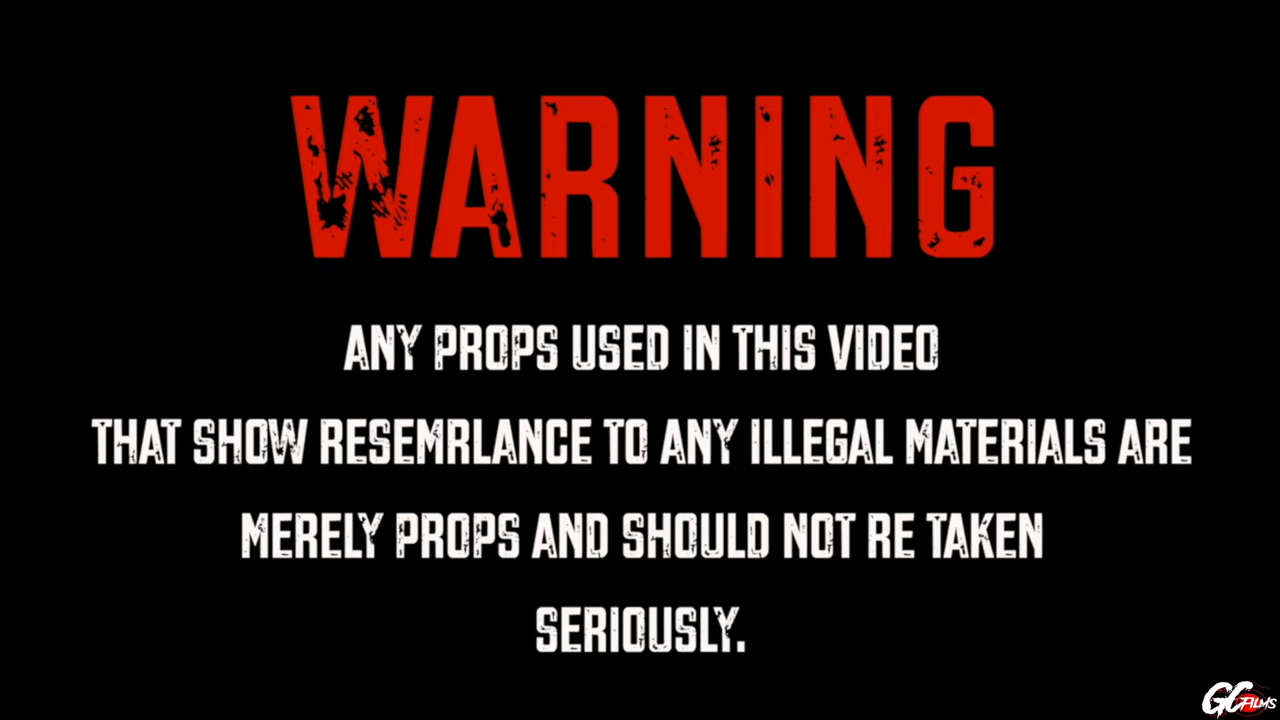 WARNING
ANY PROPS USED IN THIS VIDEO
THAT SHOW RESEMRLANCE TO ANY ILLEGAL MATERIALS ARE
MERELY PROPS AND SHOULD NOT RE TAKEN
SERIOUSLY.
GC FILMS